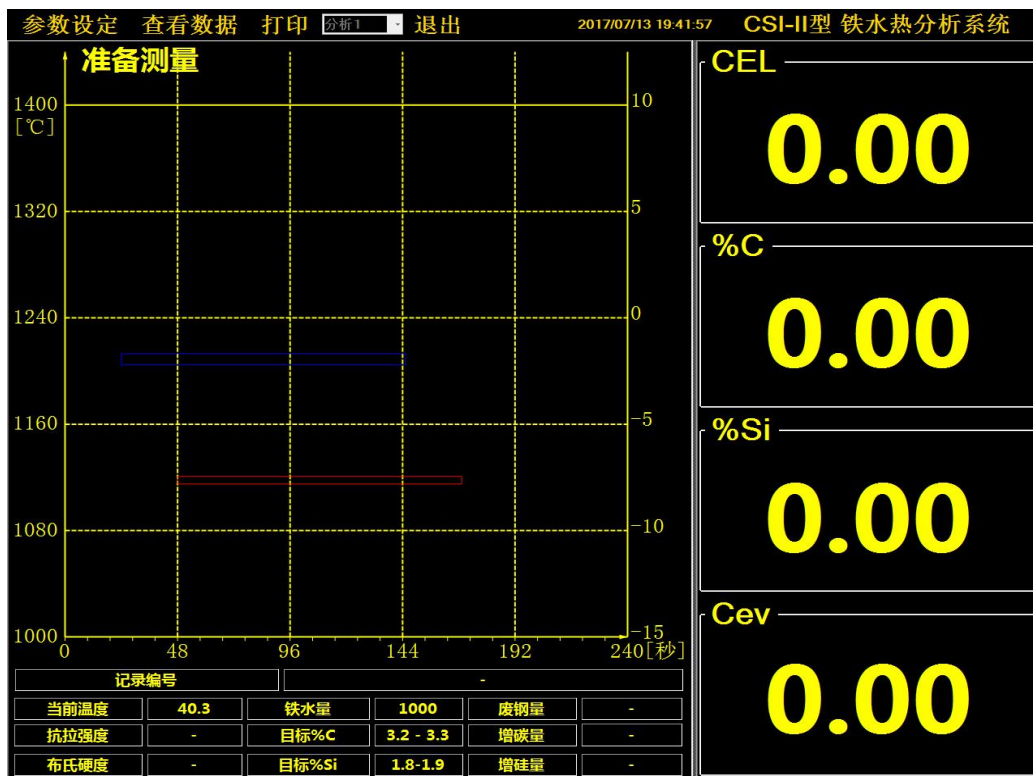 参数设定 查看数据 打印 分析1 退出 2017/07/13 19:41:57 CSI-II型 铁水热分析系统
准备测量
1400
[℃]
1320
1240
1160
1080
1000
10
5
0
-5
-10
-15
0 48 96 144 192 240[秒]
CEL
0.00
%C
0.00
%Si
0.00
Cev
0.00
记录编号 -
当前温度 40.3 铁水量 1000 废钢量 -
抗拉强度 - 目标%C 3.2 - 3.3 增碳量 -
布氏硬度 - 目标%Si 1.8-1.9 增硅量 -